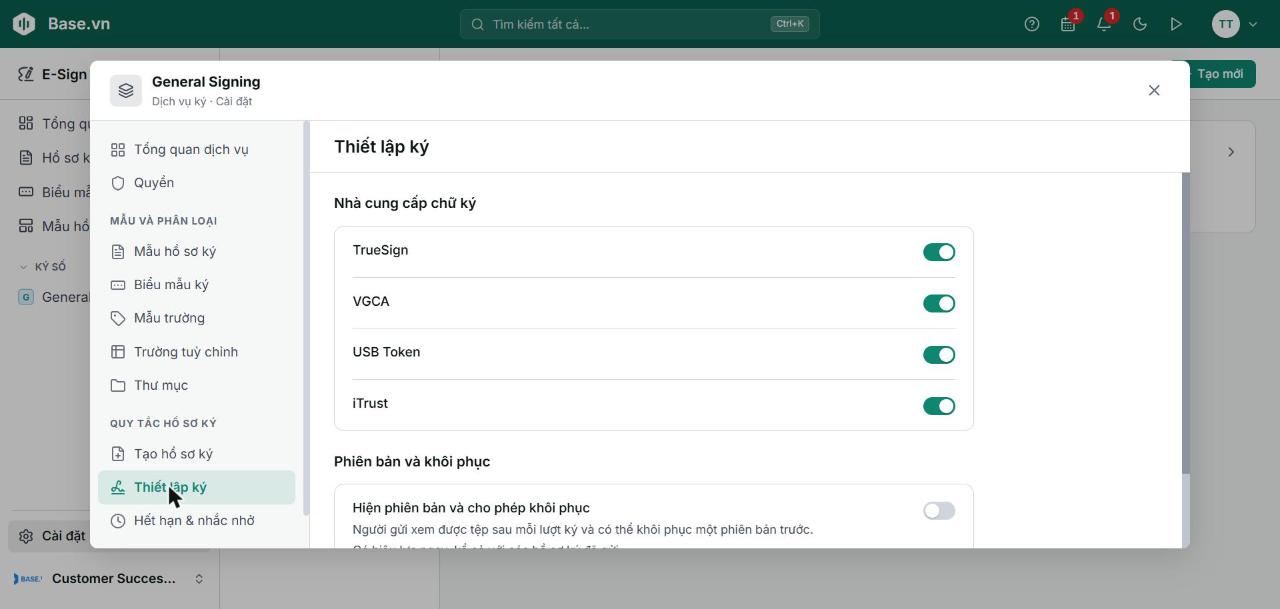 Base.vn
Tìm kiếm tất cả...
Ctrl+K
1
1
TT
E-Sign
Tạo mới
General Signing
Dịch vụ ký · Cài đặt
Tổng
Hồ sơ
Biểu
Mẫu
KÝ SỐ
G
General
Cài đặt
BASE.
Customer Succes...
Tổng quan dịch vụ
Quyền
MẪU VÀ PHÂN LOẠI
Mẫu hồ sơ ký
Biểu mẫu ký
Mẫu trường
Trường tuỳ chỉnh
Thư mục
QUY TẮC HỒ SƠ KÝ
Tạo hồ sơ ký
Thiết lập ký
Hết hạn & nhắc nhở
Thiết lập ký
Nhà cung cấp chữ ký
TrueSign
VGCA
USB Token
iTrust
Phiên bản và khôi phục
Hiện phiên bản và cho phép khôi phục
Người gửi xem được tệp sau mỗi lượt ký và có thể khôi phục một phiên bản trước.